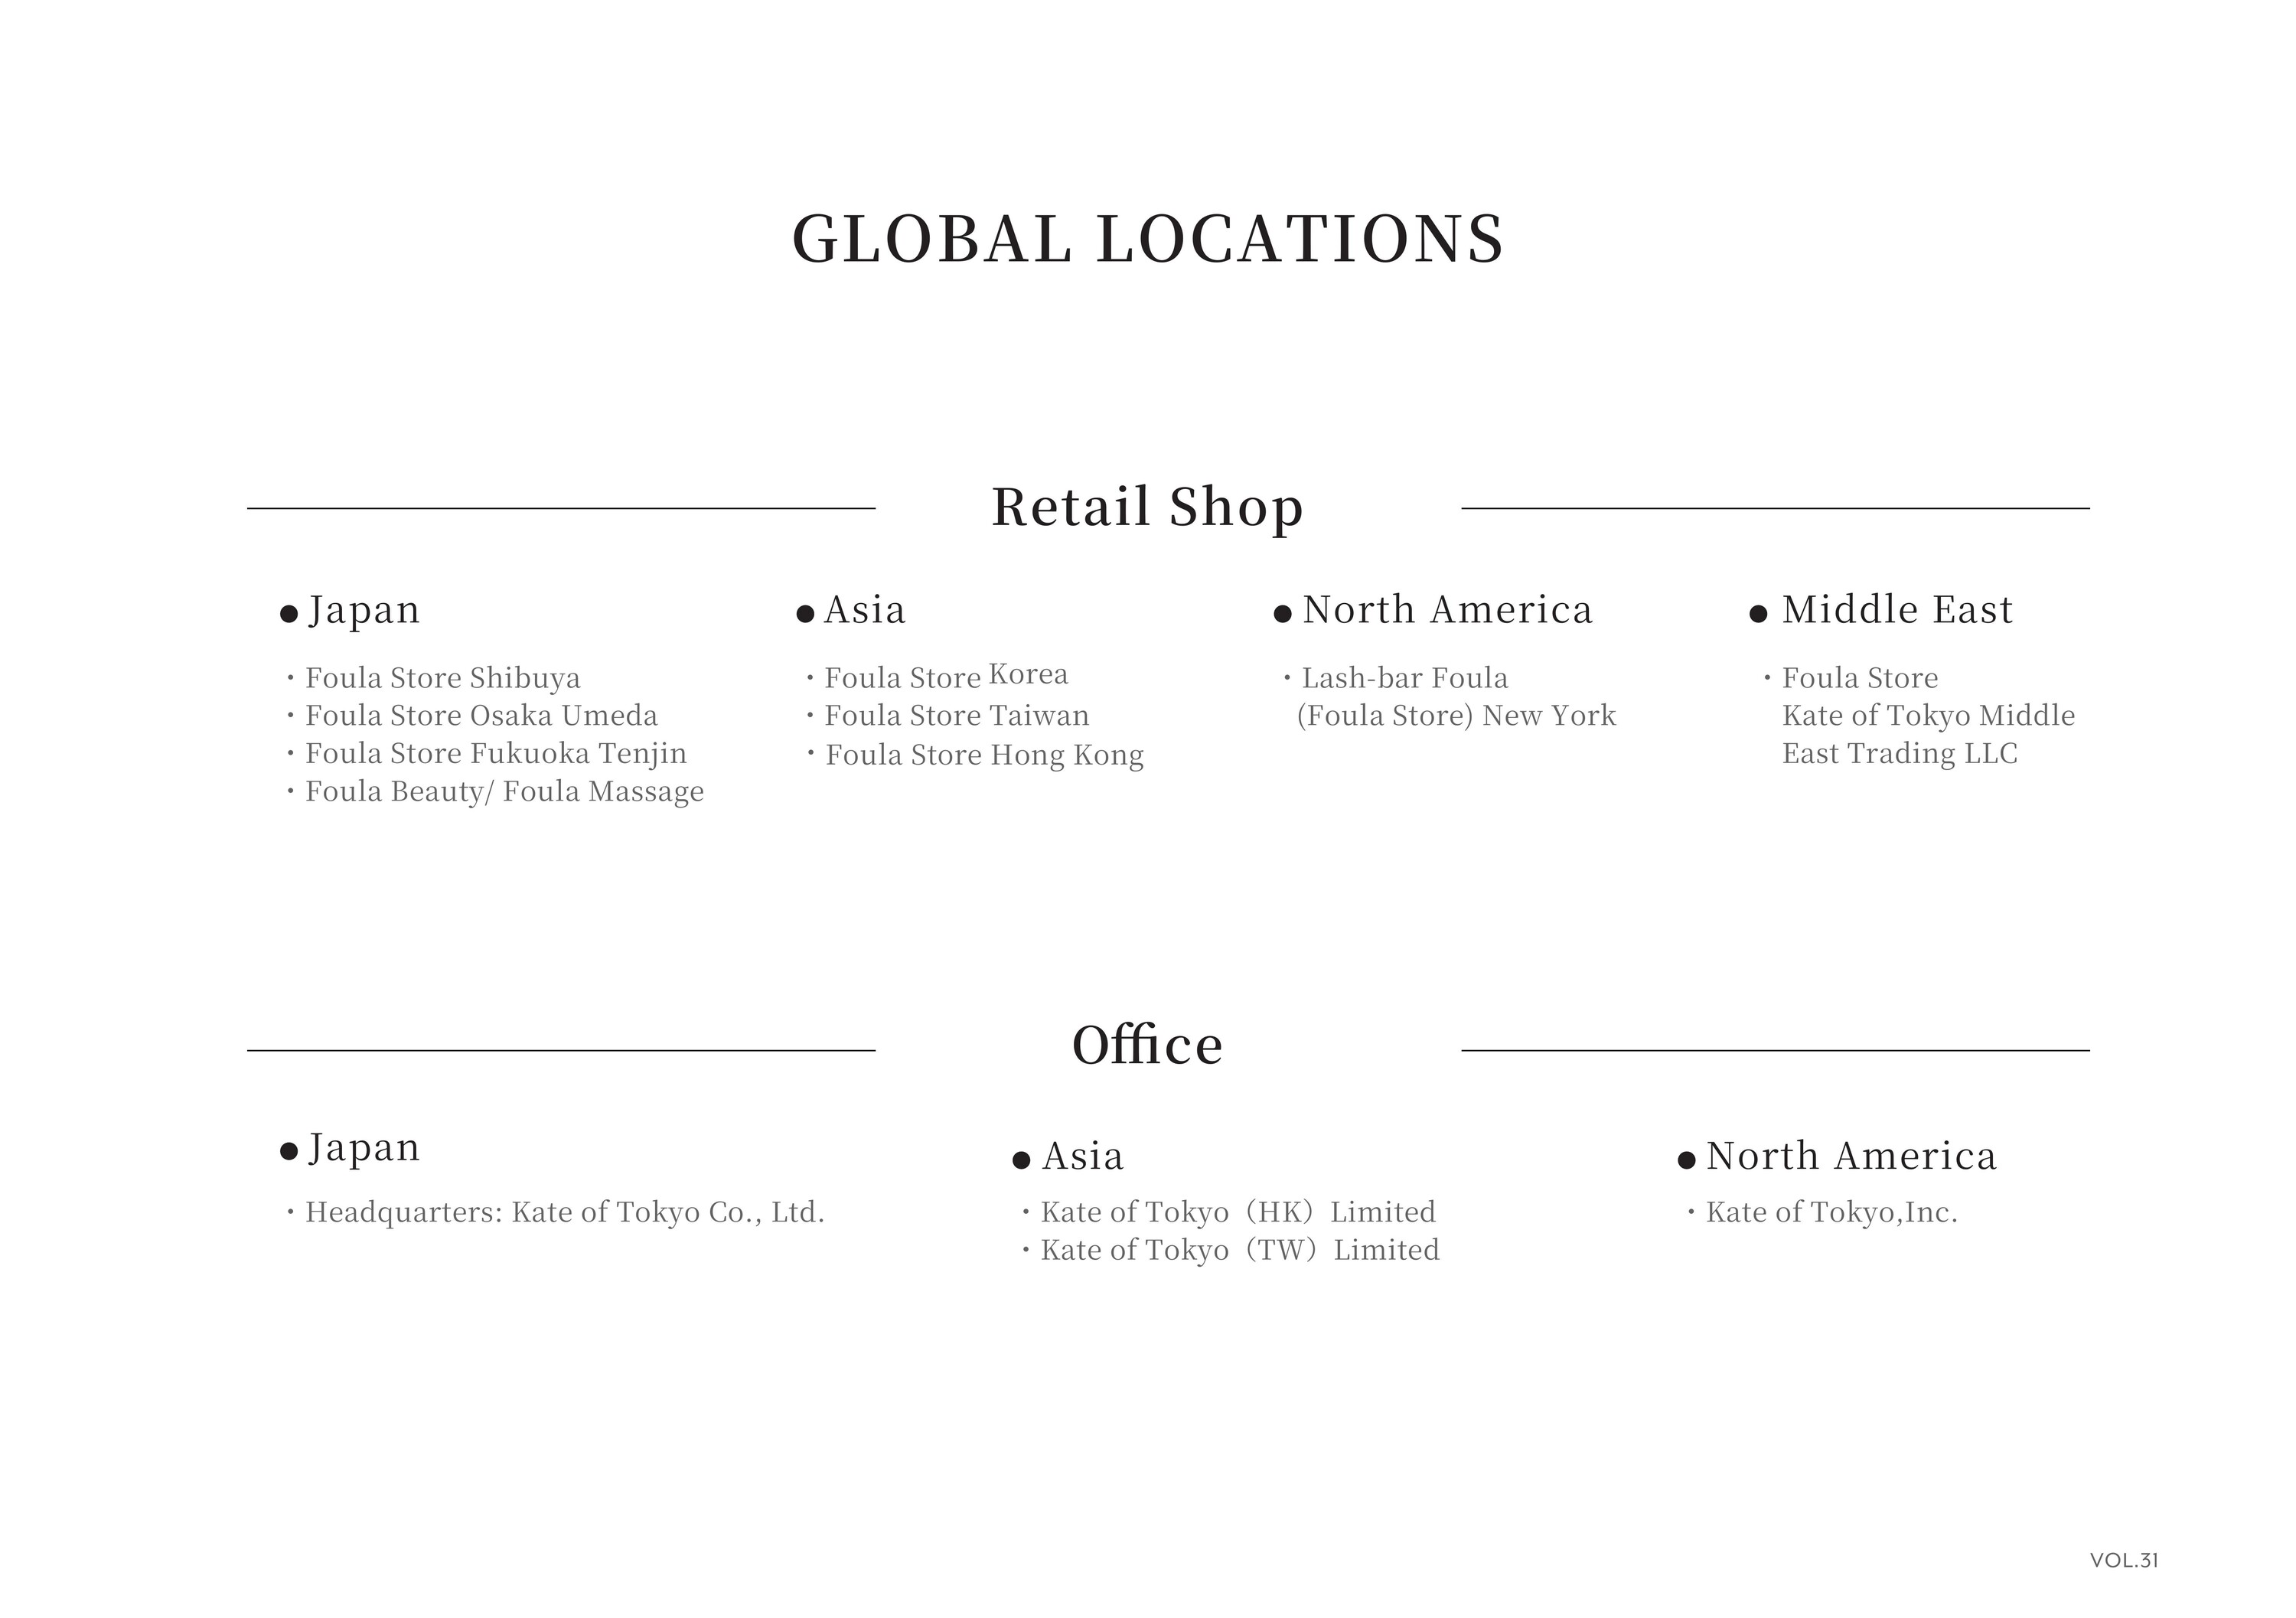 GLOBAL LOCATIONS
Retail Shop
● Japan
・Foula Store Shibuya
・Foula Store Osaka Umeda
・Foula Store Fukuoka Tenjin
・Foula Beauty/ Foula Massage
● Asia
・Foula Store Korea
・Foula Store Taiwan
・Foula Store Hong Kong
● North America
・Lash-bar Foula
(Foula Store) New York
● Middle East
・Foula Store
Kate of Tokyo Middle
East Trading LLC
Office
● Japan
・Headquarters: Kate of Tokyo Co., Ltd.
● Asia
・Kate of Tokyo（HK）Limited
・Kate of Tokyo（TW）Limited
● North America
・Kate of Tokyo,Inc.
VOL.31